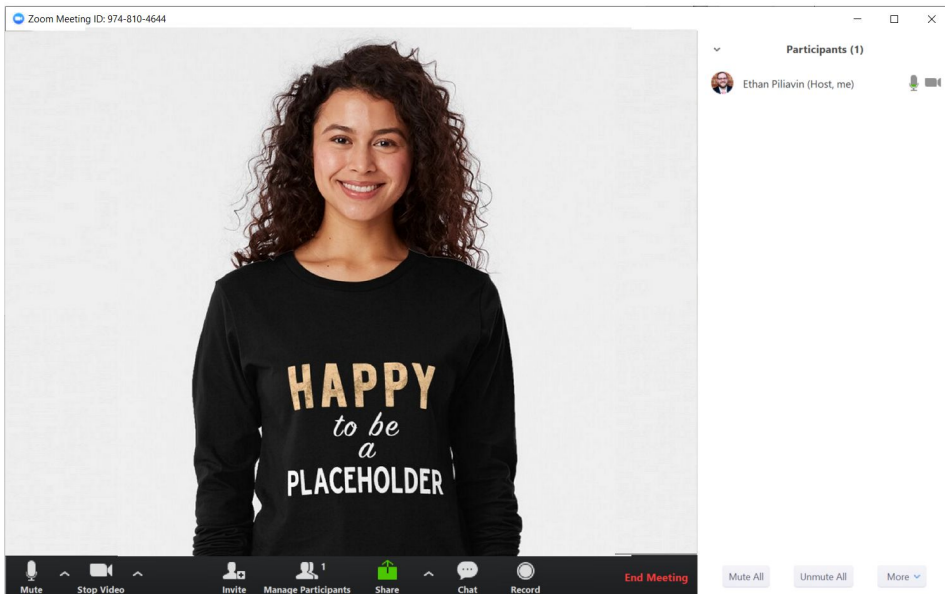 Zoom Meeting ID: 974-810-4644
Participants (1)
Ethan Piliavin (Host, me)
HAPPY
to be
a
PLACEHOLDER
1
Mute
Stop Video
Invite
Manage Participants
Share
Chat
Record
End Meeting
Mute All
Unmute All
More